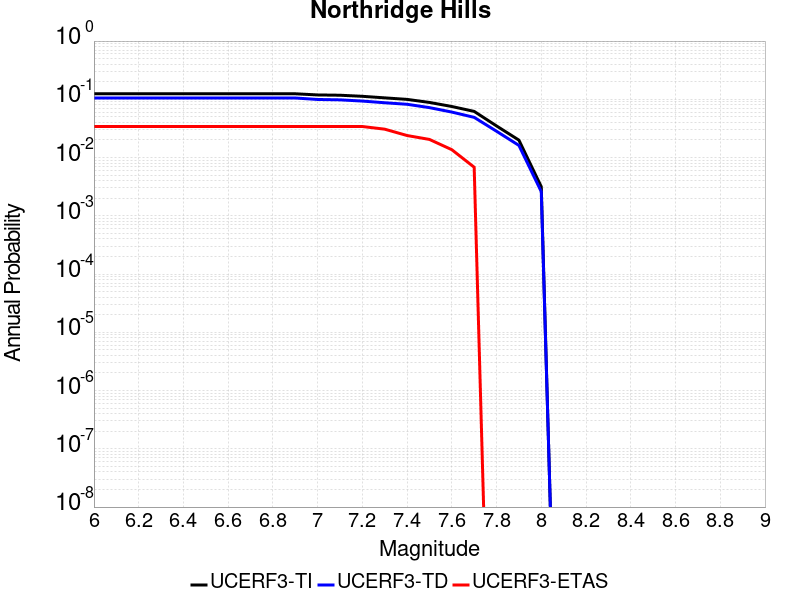 Northridge Hills
10^0
10^-1
10^-2
10^-3
10^-4
10^-5
10^-6
10^-7
10^-8
Annual Probability
6 6.2 6.4 6.6 6.8 7 7.2 7.4 7.6 7.8 8 8.2 8.4 8.6 8.8 9
Magnitude
UCERF3-TI UCERF3-TD UCERF3-ETAS